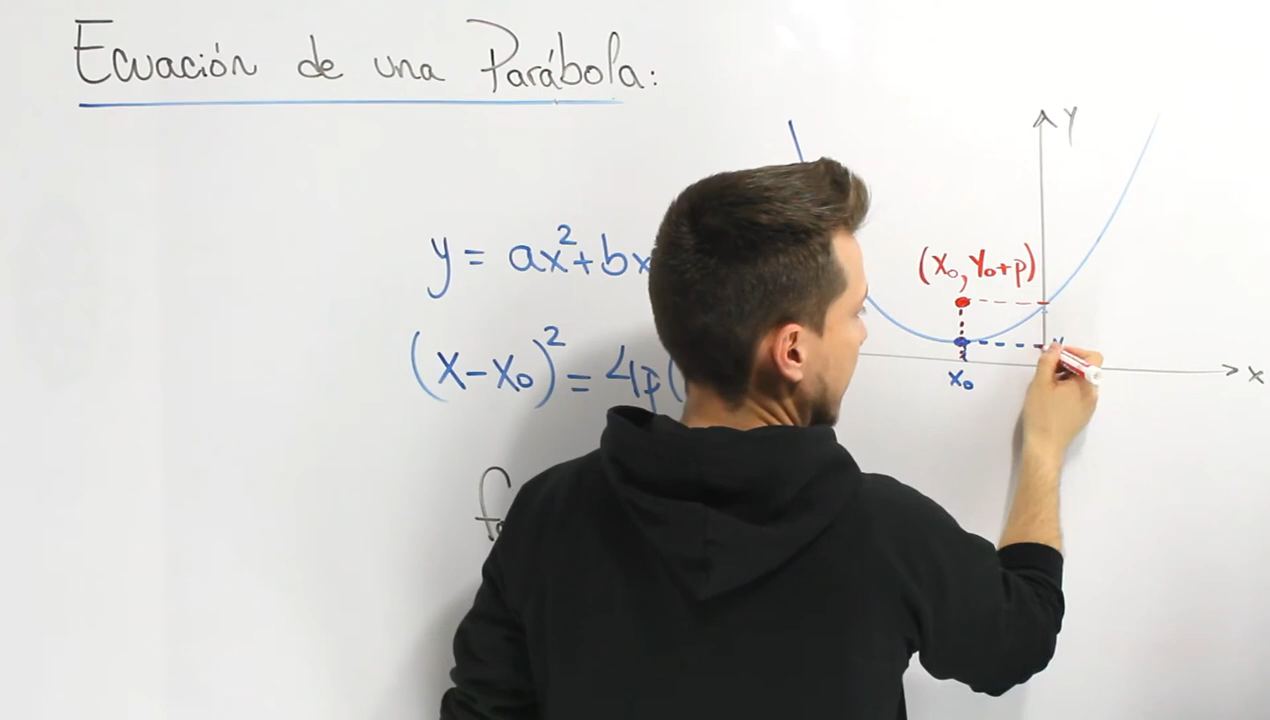 Ecuación de una Parábola:
Y
y = ax²+bx
(x₀, y₀+p)
(x-x₀)² = 4p(
x₀
x